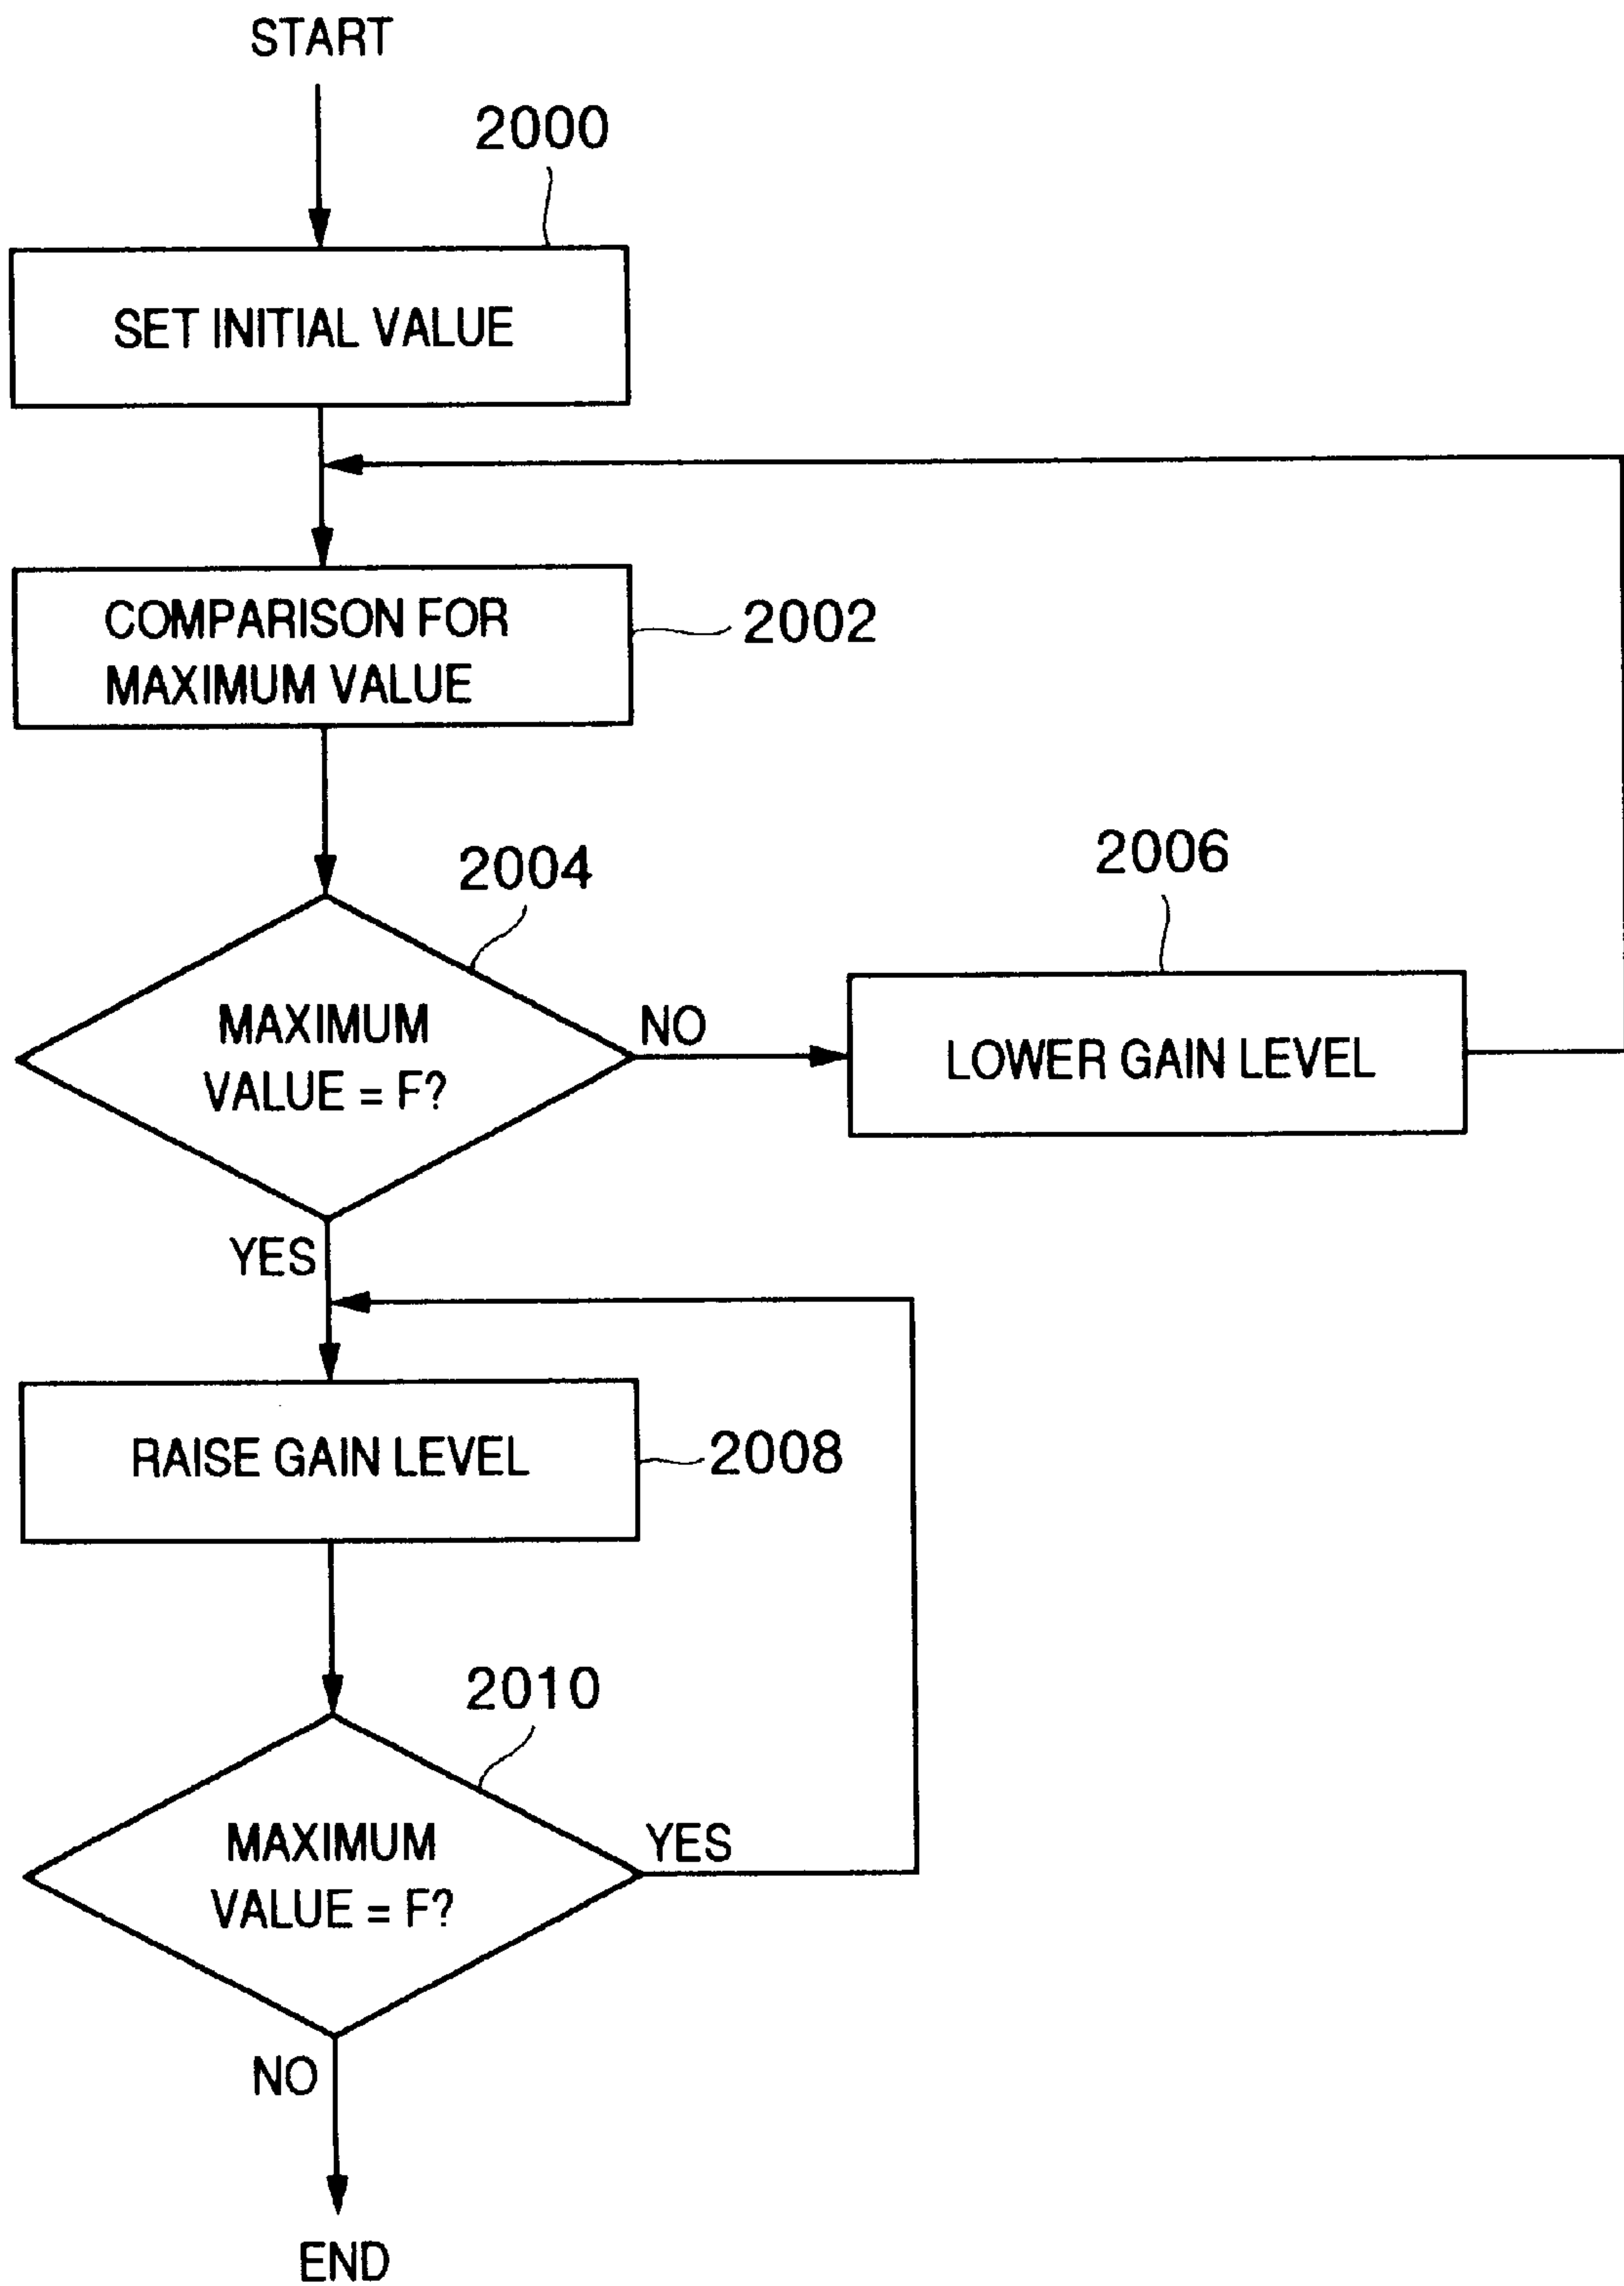 START
2000
SET INITIAL VALUE
COMPARISON FOR
MAXIMUM VALUE
2002
2004
2006
MAXIMUM
VALUE = F?
NO
LOWER GAIN LEVEL
YES
RAISE GAIN LEVEL
2008
2010
MAXIMUM
VALUE = F?
YES
NO
END